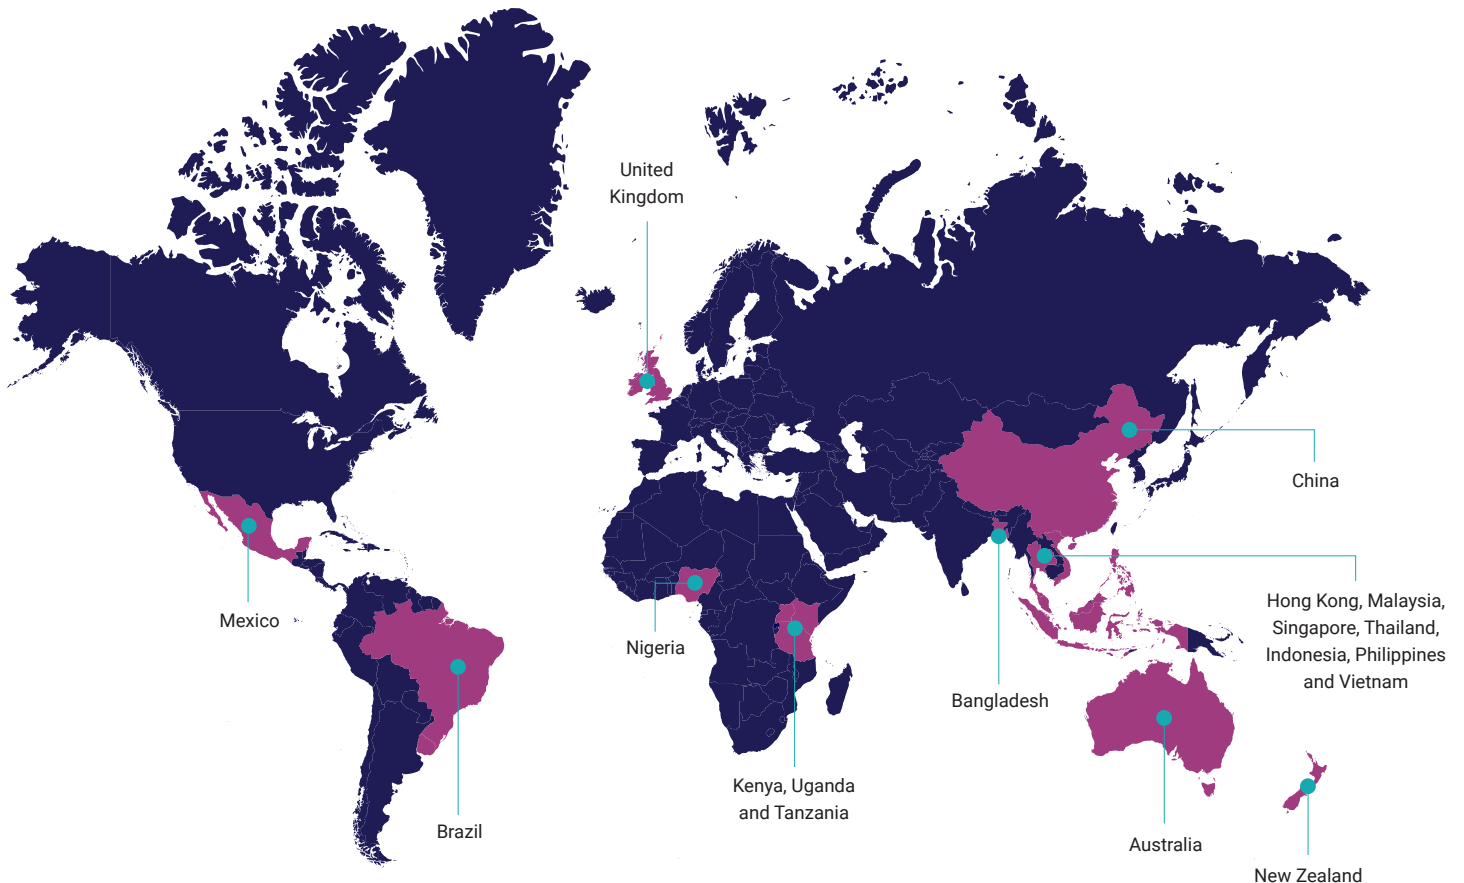 United
Kingdom
China
Mexico
Nigeria
Hong Kong, Malaysia,
Singapore, Thailand,
Indonesia, Philippines
and Vietnam
Bangladesh
Kenya, Uganda
and Tanzania
Brazil
Australia
New Zealand